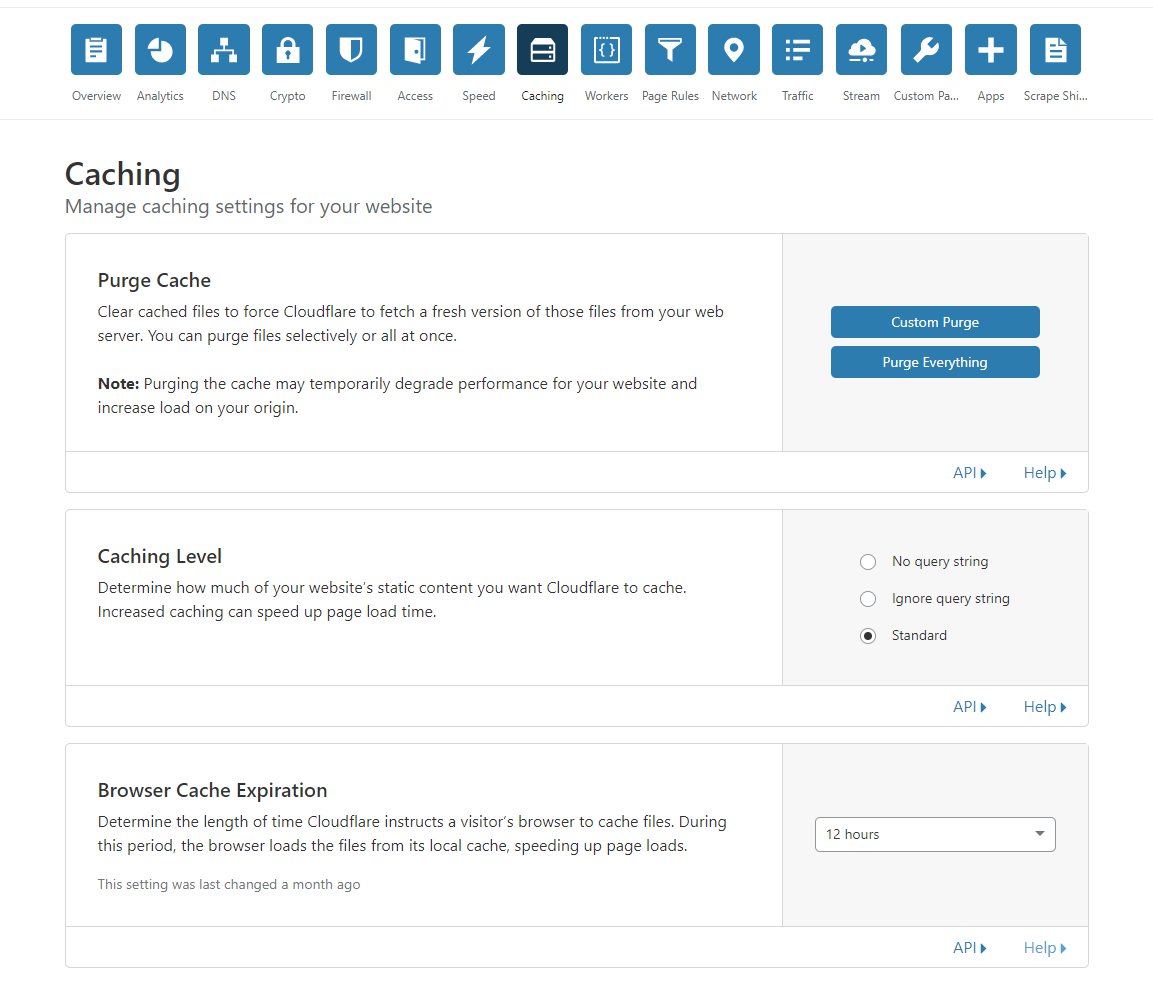 Overview Analytics DNS Crypto Firewall Access Speed Caching Workers Page Rules Network Traffic Stream Custom Pa... Apps Scrape Shi...
Caching
Manage caching settings for your website
Purge Cache
Clear cached files to force Cloudflare to fetch a fresh version of those files from your web
server. You can purge files selectively or all at once.
Note: Purging the cache may temporarily degrade performance for your website and
increase load on your origin.
Custom Purge
Purge Everything
API Help
Caching Level
Determine how much of your website's static content you want Cloudflare to cache.
Increased caching can speed up page load time.
No query string
Ignore query string
Standard
API Help
Browser Cache Expiration
Determine the length of time Cloudflare instructs a visitor's browser to cache files. During
this period, the browser loads the files from its local cache, speeding up page loads.
This setting was last changed a month ago
12 hours
API Help